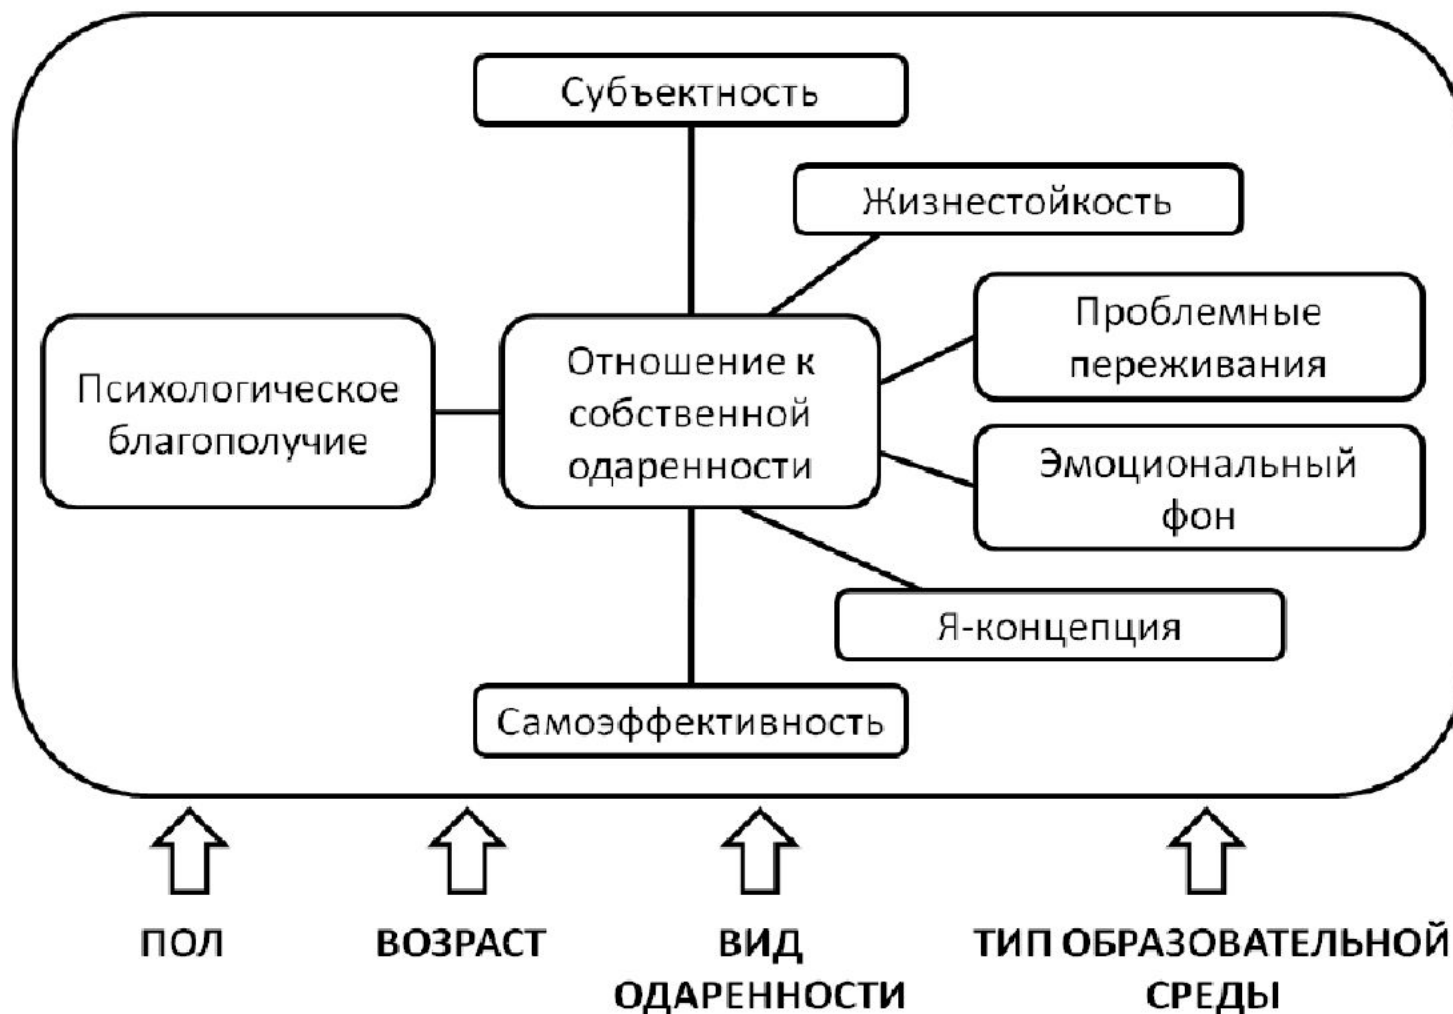 Субъектность
Жизнестойкость
Проблемные
переживания
Психологическое
благополучие
Отношение к
собственной
одаренности
Эмоциональный
фон
Я-концепция
Самоэффективность
ПОЛ
ВОЗРАСТ
ВИД
ОДАРЕННОСТИ
ТИП ОБРАЗОВАТЕЛЬНОЙ
СРЕДЫ